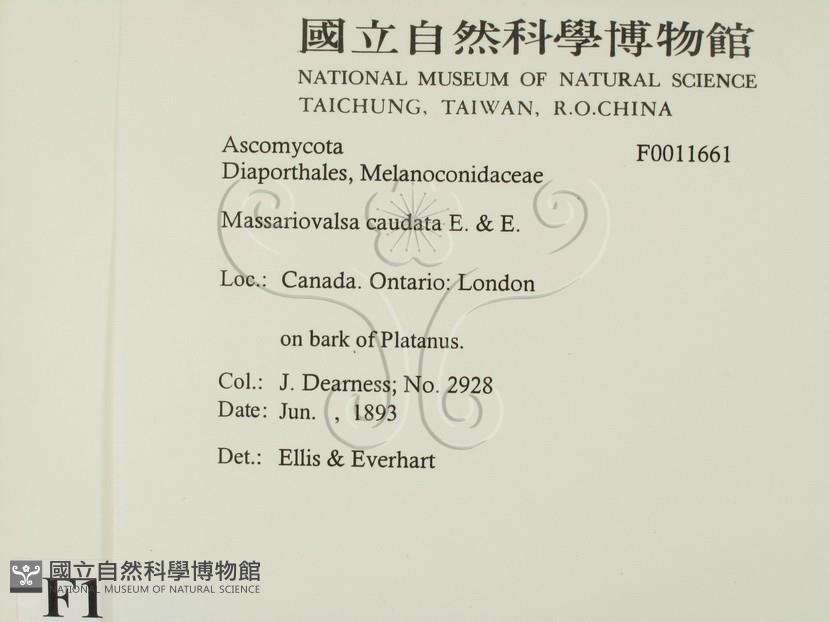 國立自然科學博物館
NATIONAL MUSEUM OF NATURAL SCIENCE
TAICHUNG, TAIWAN, R.O.CHINA
Ascomycota F0011661
Diaporthales, Melanoconidaceae
Massariovalsa caudata E. & E.
Loc.: Canada. Ontario: London
on bark of Platanus.
Col.: J. Dearness; No. 2928
Date: Jun. , 1893
Det.: Ellis & Everhart
國立自然科學博物館
NATIONAL MUSEUM OF NATURAL SCIENCE
F1